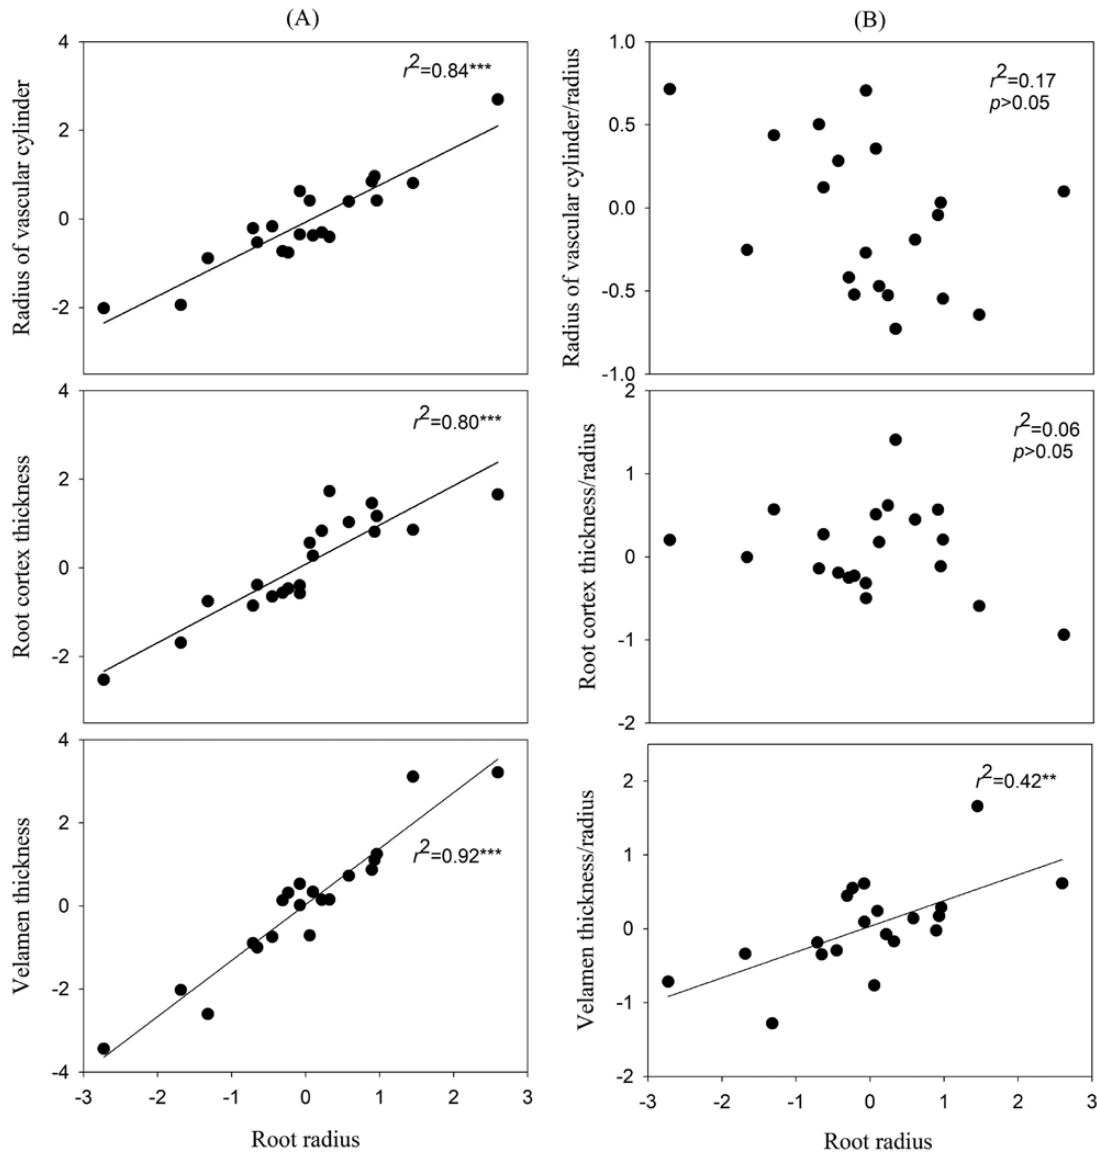 (A)
(B)
Radius of vascular cylinder
4
2
0
-2
r²=0.84***
Radius of vascular cylinder/radius
1.0
0.5
0.0
-0.5
-1.0
r²=0.17
p>0.05
Root cortex thickness
4
2
0
-2
r²=0.80***
Root cortex thickness/radius
2
1
0
-1
-2
r²=0.06
p>0.05
Velamen thickness
4
2
0
-2
-4
r²=0.92***
-3 -2 -1 0 1 2 3
Root radius
Velamen thickness/radius
2
1
0
-1
-2
r²=0.42**
-3 -2 -1 0 1 2 3
Root radius